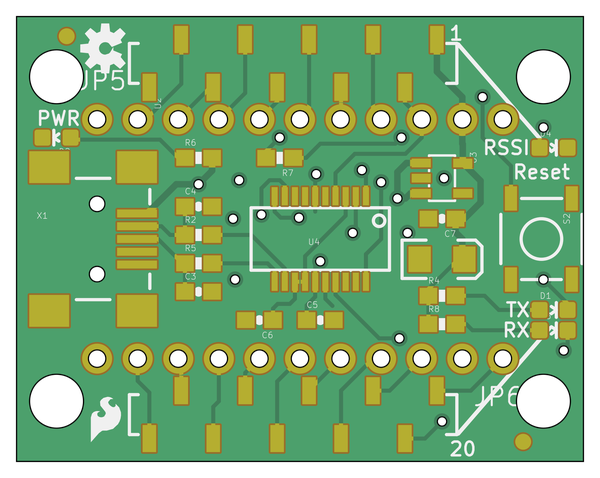 1
JP5
PWR
R6
RSSI
R7
Reset
X1
C4
R2
U4
S2
C7
R5
C3
R4
D1
TX
C5
R8
C6
RX
JP6
20